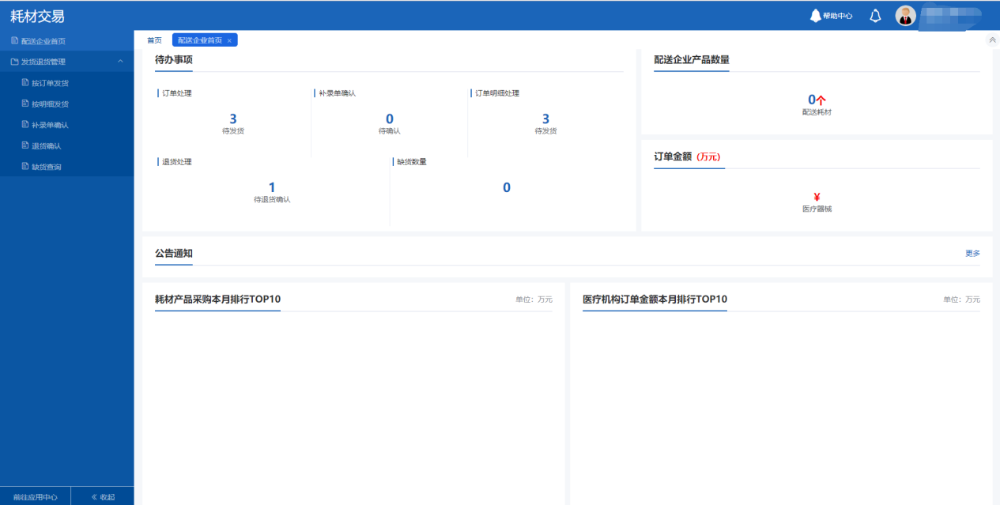 耗材交易
帮助中心
配送企业首页
发货退货管理
按订单发货
按明细发货
补录单确认
退货确认
缺货查询
前往应用中心
收起
首页 配送企业首页 ×
待办事项
订单处理
3
待发货
补录单确认
0
待确认
订单明细处理
3
待发货
退货处理
1
待退货确认
缺货数量
0
配送企业产品数量
0个
配送耗材
订单金额 (万元)
¥
医疗器械
公告通知
更多
耗材产品采购本月排行TOP10
单位：万元
医疗机构订单金额本月排行TOP10
单位：万元